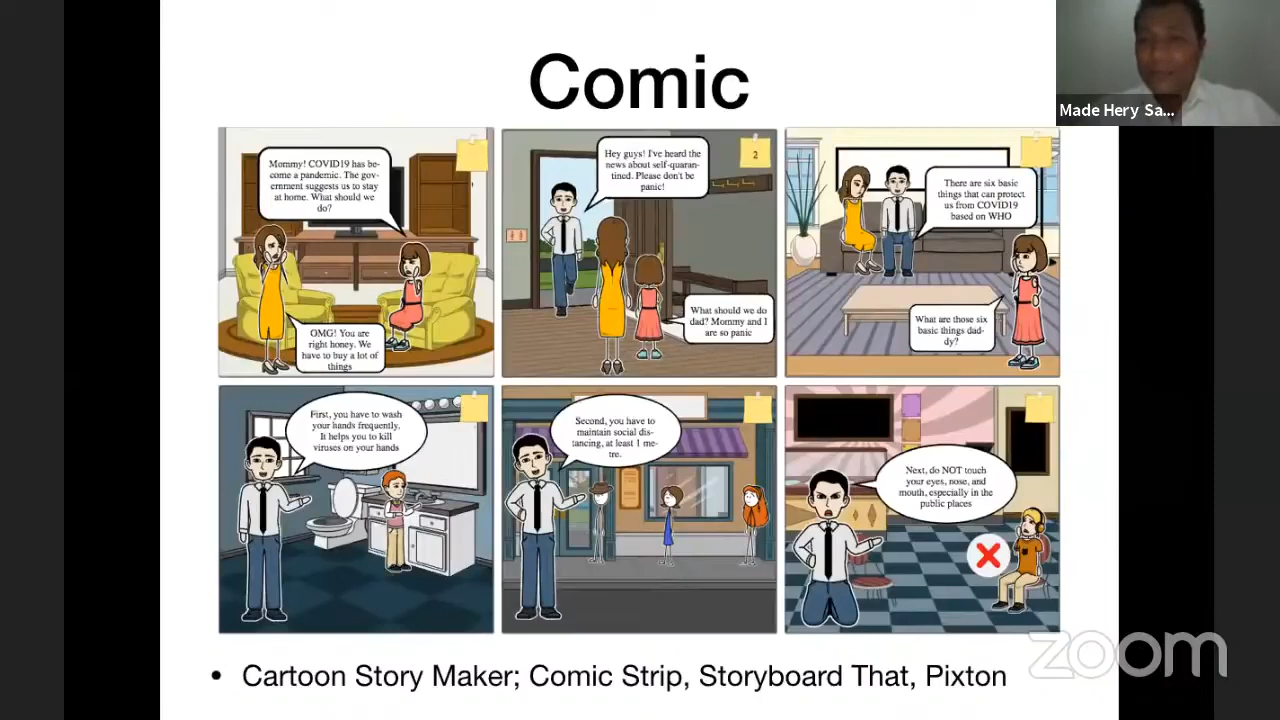 Comic
Made Hery Sa...
Mommy! COVID19 has be-
come a pandemic. The gov-
ernment suggests us to stay
at home. What should we
do?
OMG! You are
right honey. We
have to buy a lot of
things
Hey guys! I've heard the
news about self-quaran-
tined. Please don't be
panic!
2
What should we do
dad? Mommy and I
are so panic
There are six basic
things that can protect
us from COVID19
based on WHO
What are those six
basic things dad-
dy?
First, you have to wash
your hands frequently.
It helps you to kill
viruses on your hands
Second, you have to
maintain social dis-
tancing, at least 1 me-
tre.
Next, do NOT touch
your eyes, nose, and
mouth, especially in the
public places
• Cartoon Story Maker; Comic Strip, Storyboard That, Pixton
zoom